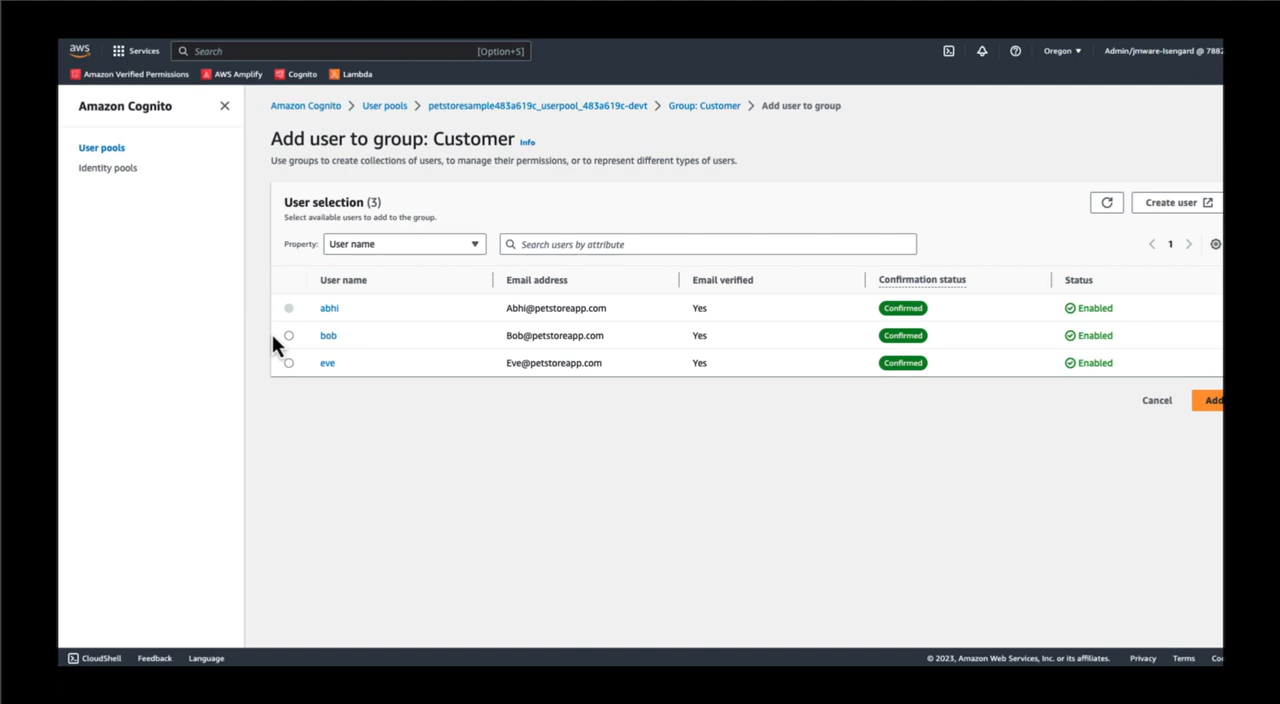 aws Services Search [Option+S] Oregon Admin/jmware-Isengard @ 7882
Amazon Verified Permissions AWS Amplify Cognito Lambda
Amazon Cognito
User pools
Identity pools
Amazon Cognito > User pools > petstoresample483a619c_userpool_483a619c-devt > Group: Customer > Add user to group
Add user to group: Customer Info
Use groups to create collections of users, to manage their permissions, or to represent different types of users.
User selection (3) Create user
Select available users to add to the group.
Property: User name Search users by attribute 1
User name Email address Email verified Confirmation status Status
abhi Abhi@petstoreapp.com Yes Confirmed Enabled
bob Bob@petstoreapp.com Yes Confirmed Enabled
eve Eve@petstoreapp.com Yes Confirmed Enabled
Cancel Add
CloudShell Feedback Language © 2023, Amazon Web Services, Inc. or its affiliates. Privacy Terms